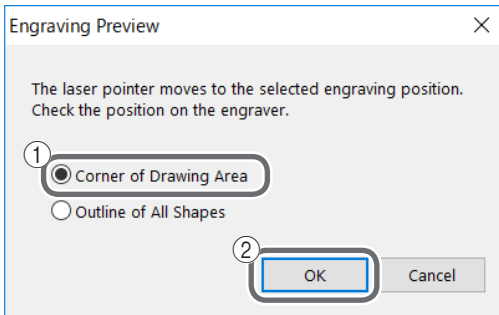 Engraving Preview
The laser pointer moves to the selected engraving position.
Check the position on the engraver.
①
Corner of Drawing Area
Outline of All Shapes
②
OK Cancel